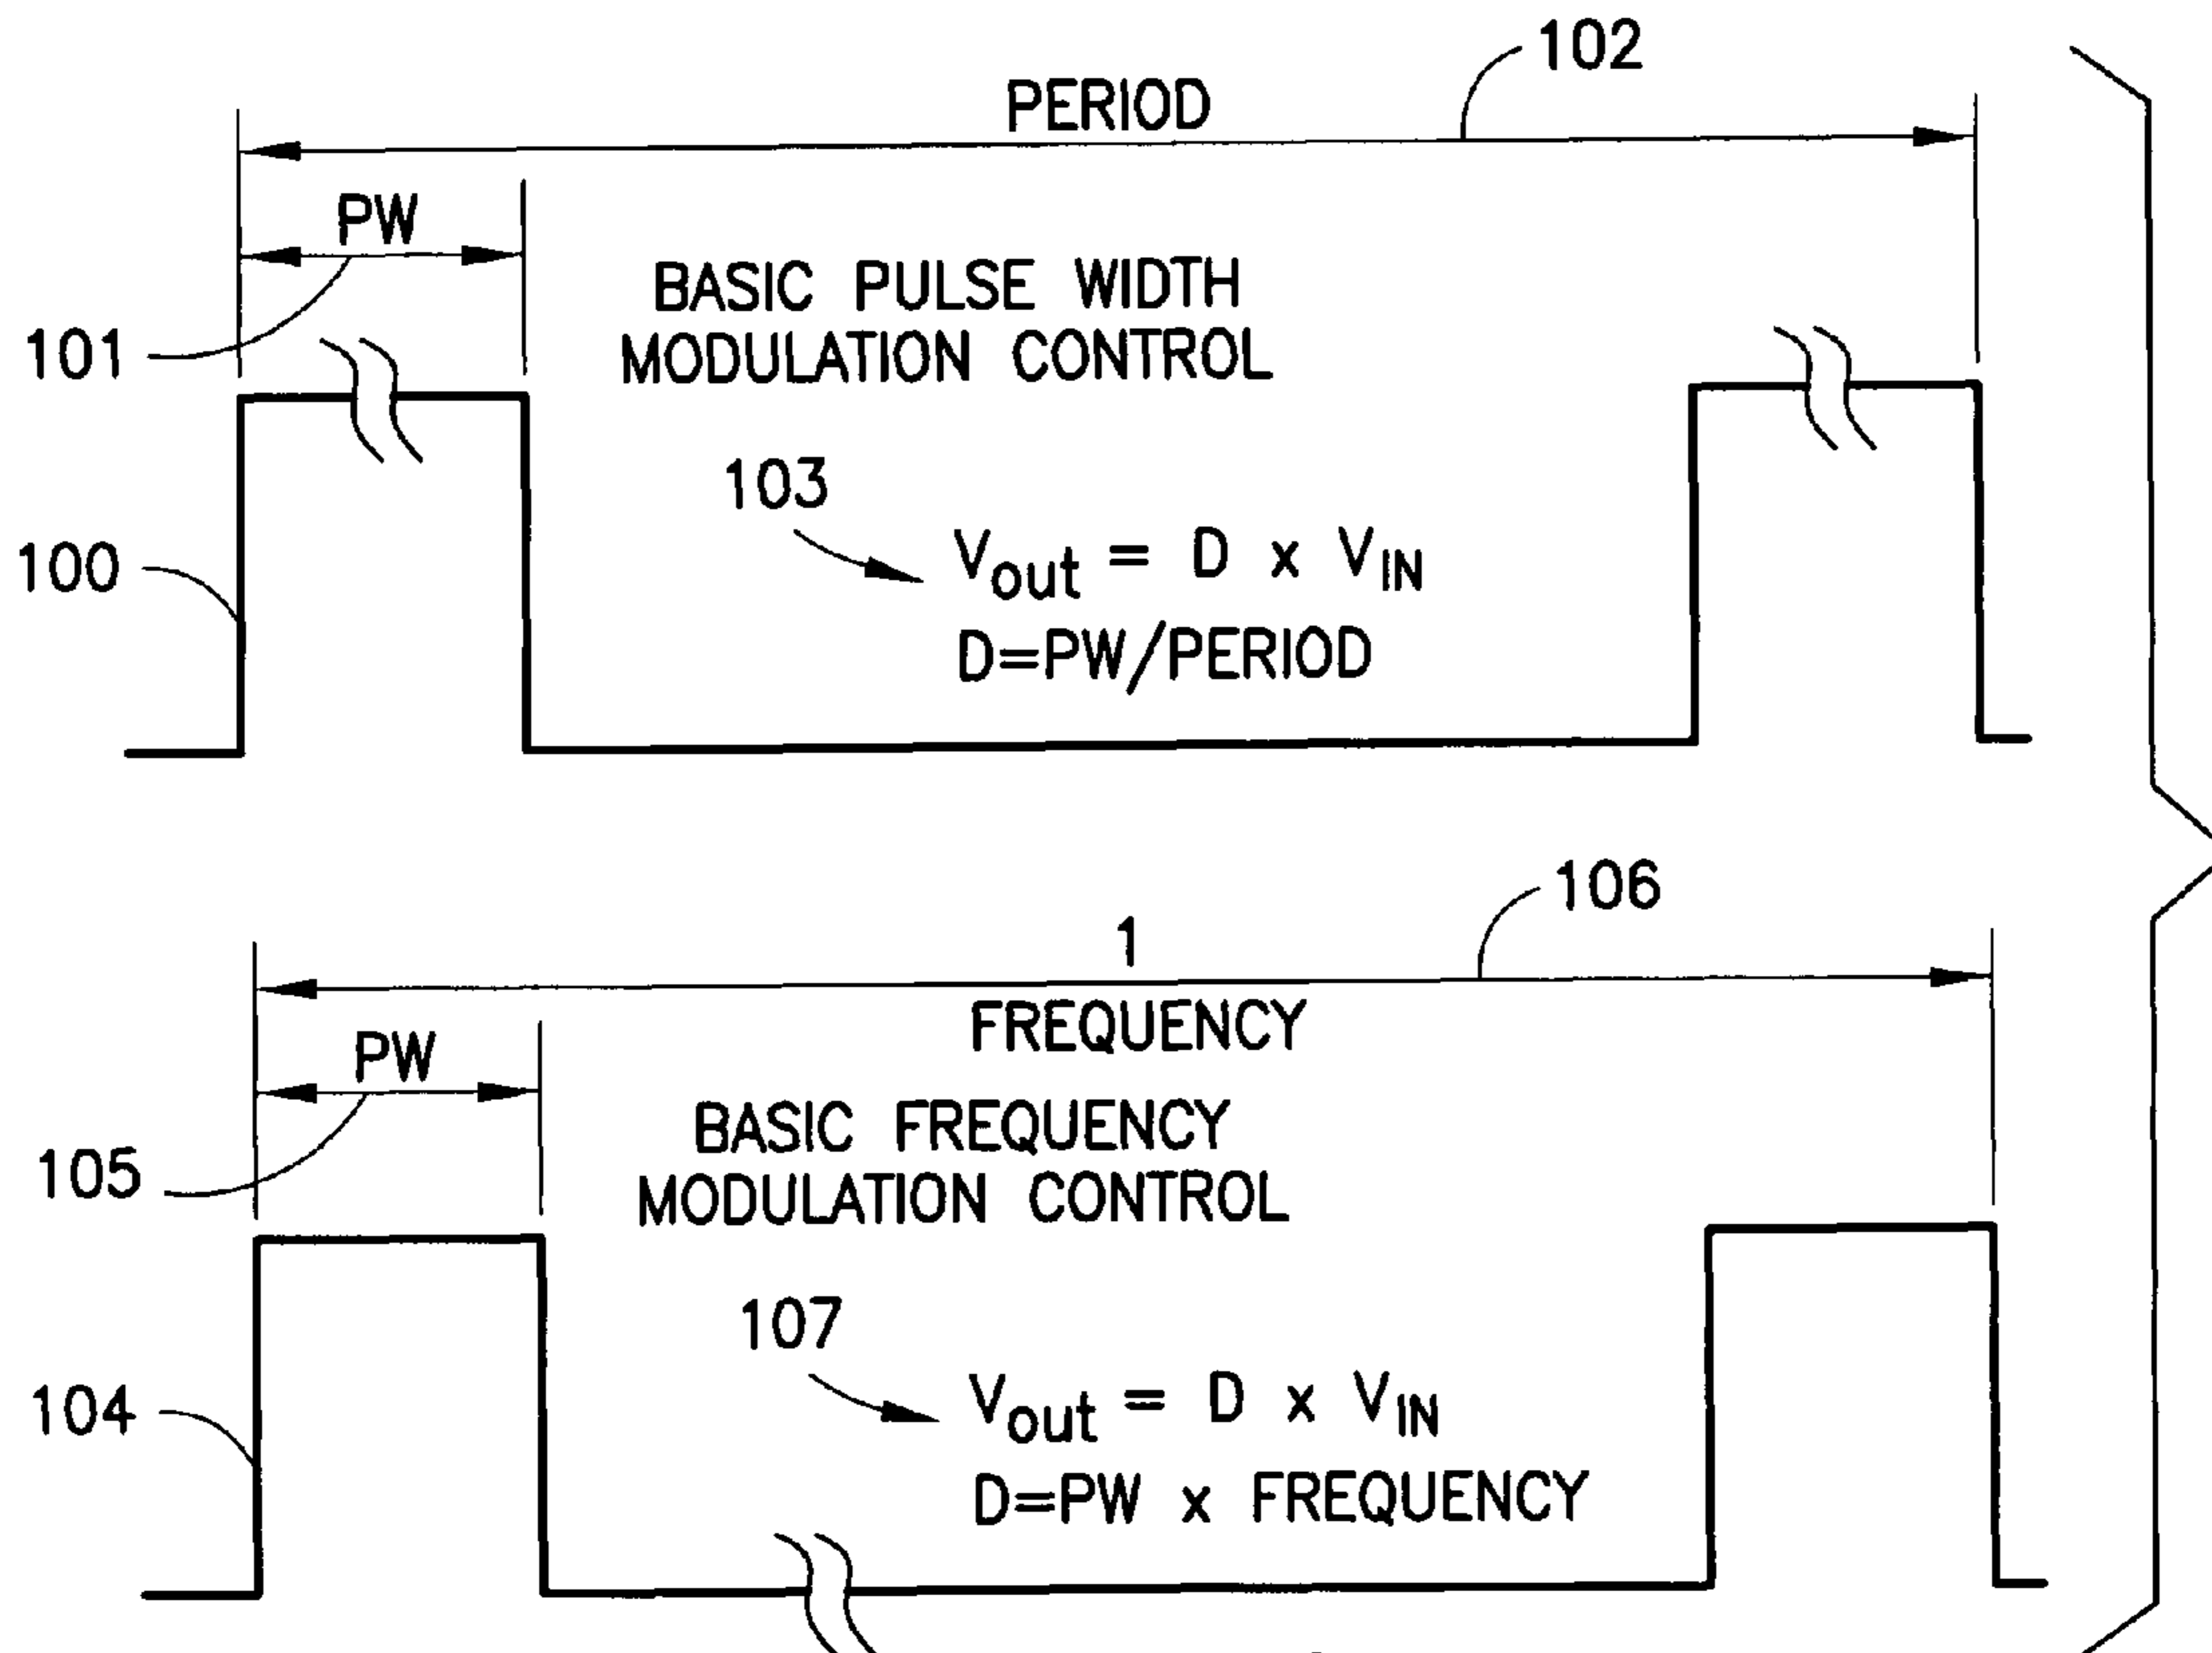 102
PERIOD
PW
BASIC PULSE WIDTH
MODULATION CONTROL
101
103
100
Vout = D x VIN
D=PW/PERIOD
106
1
FREQUENCY
PW
BASIC FREQUENCY
MODULATION CONTROL
105
107
104
Vout = D x VIN
D=PW x FREQUENCY